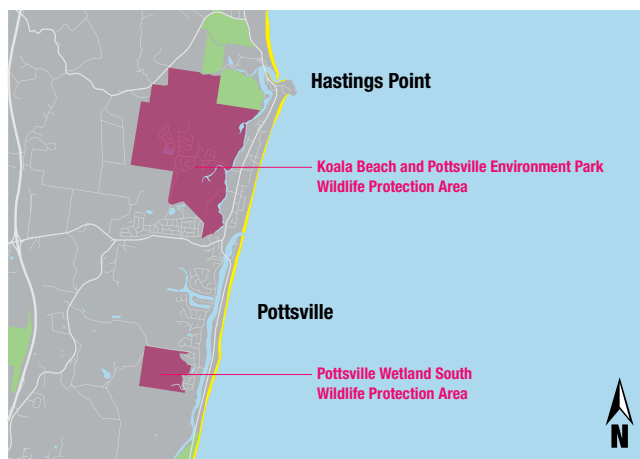 Hastings Point
Koala Beach and Pottsville Environment Park
Wildlife Protection Area
Pottsville
Pottsville Wetland South
Wildlife Protection Area
N